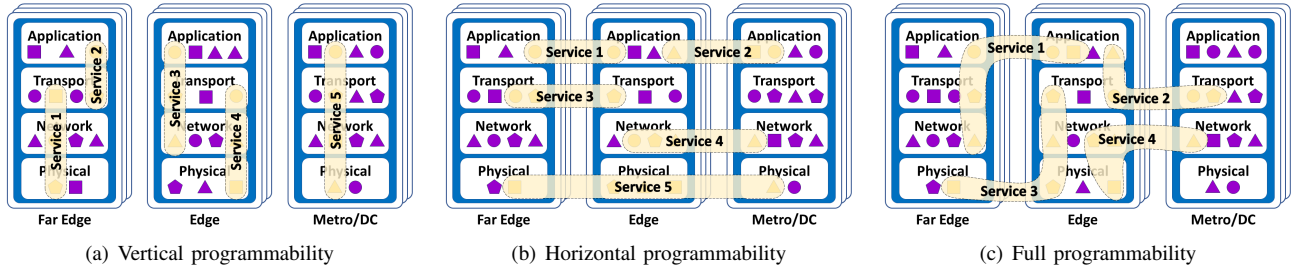 Application Application Application
Service 2
Transport Transport Transport
Service 3
Service 5
Service 1
Service 4
Network Network Network
Physical Physical Physical
Far Edge Edge Metro/DC
(a) Vertical programmability
Application Application Application
Service 1 Service 2
Transport Transport Transport
Service 3
Network Network Network
Service 4
Physical Physical Physical
Service 5
Far Edge Edge Metro/DC
(b) Horizontal programmability
Application Application Application
Service 1
Transport Transport Transport
Service 2
Network Network Network
Service 4
Physical Physical Physical
Service 3
Far Edge Edge Metro/DC
(c) Full programmability